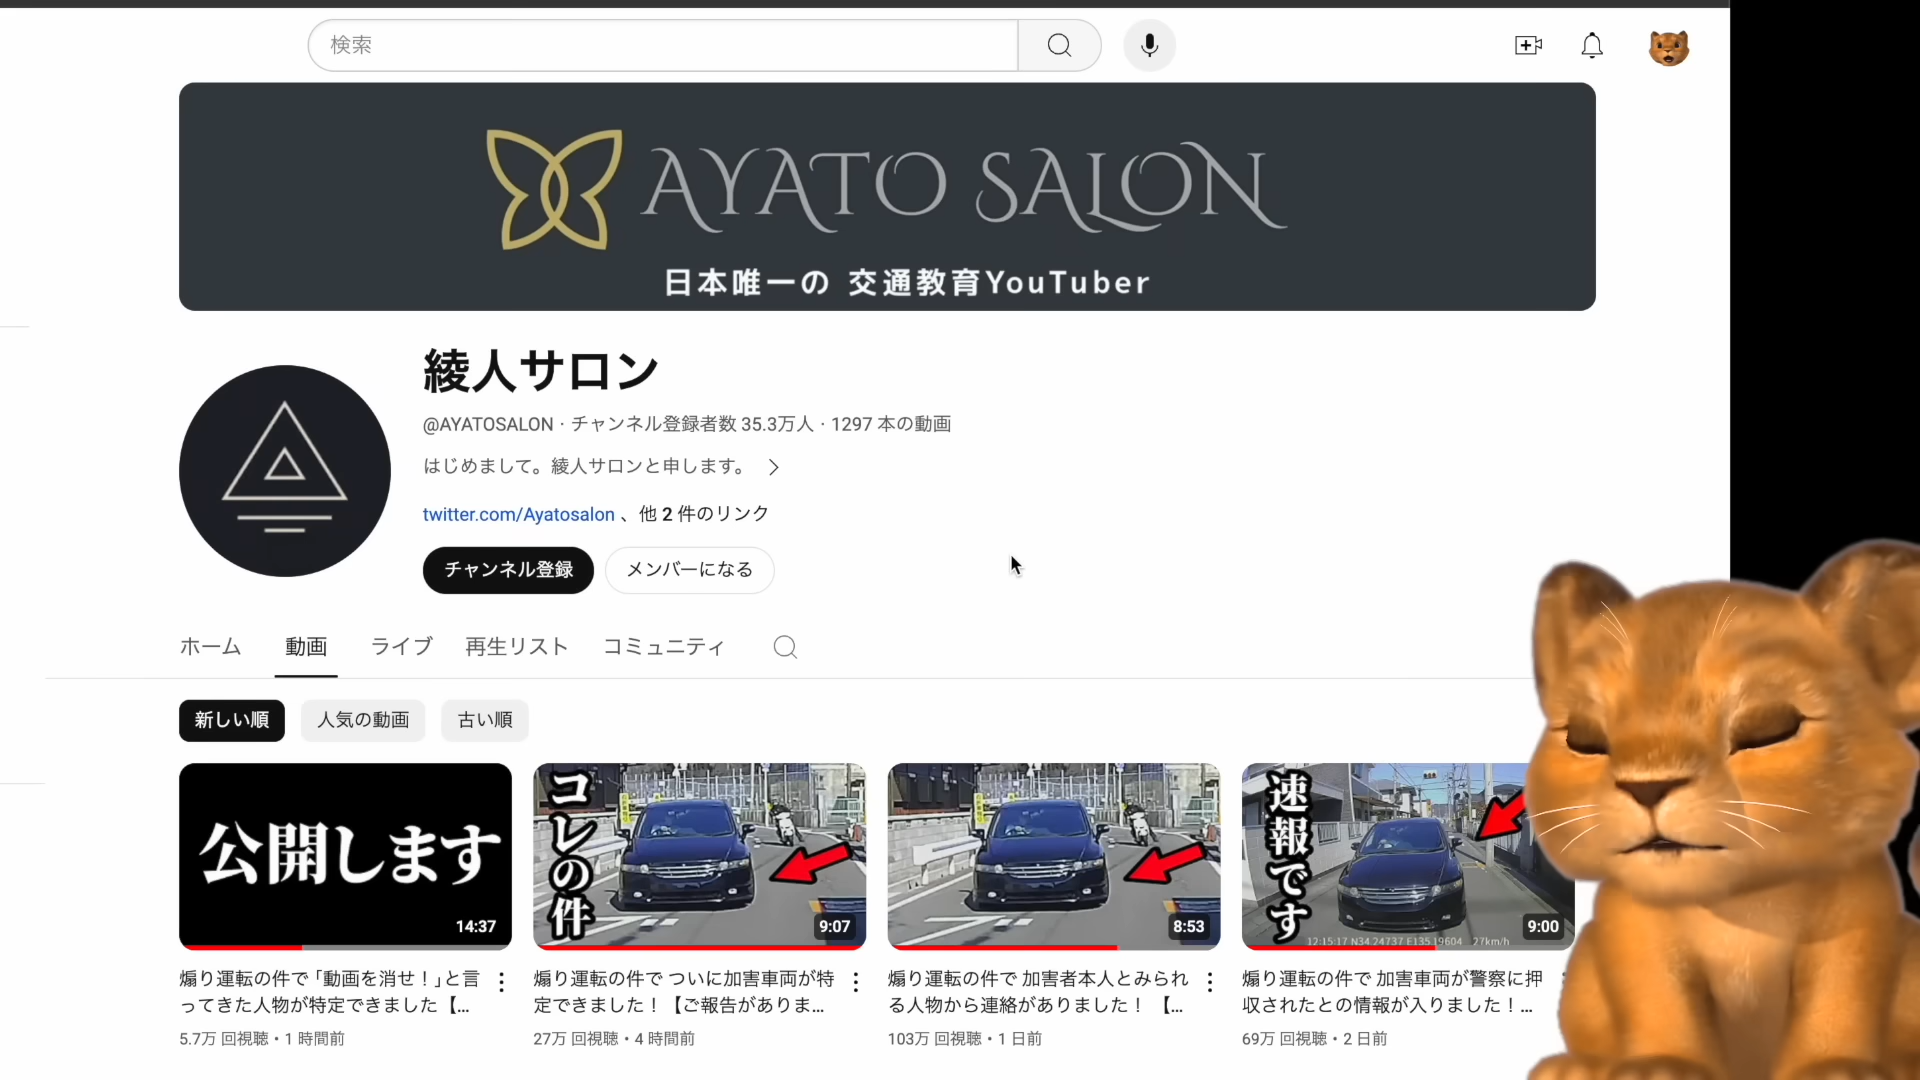 検索
AYATO SALON
日本唯一の 交通教育YouTuber
綾人サロン
@AYATOSALON · チャンネル登録者数 35.3万人 · 1297 本の動画
はじめまして。綾人サロンと申します。
twitter.com/Ayatosalon 、他 2 件のリンク
チャンネル登録
メンバーになる
ホーム
動画
ライブ
再生リスト
コミュニティ
新しい順
人気の動画
古い順
公開します
14:37
煽り運転の件で「動画を消せ！」と言
ってきた人物が特定できました【...
5.7万 回視聴・1 時間前
コレの件
9:07
煽り運転の件で ついに加害車両が特
定できました！【ご報告がありま...
27万 回視聴・4 時間前
8:53
煽り運転の件で 加害者本人とみられ
る人物から連絡がありました！ 【...
103万 回視聴・1 日前
速報です
12:15:17 N34.24737 E135.19604 27km/h
9:00
煽り運転の件で 加害車両が警察に押
収されたとの情報が入りました！...
69万 回視聴・2 日前